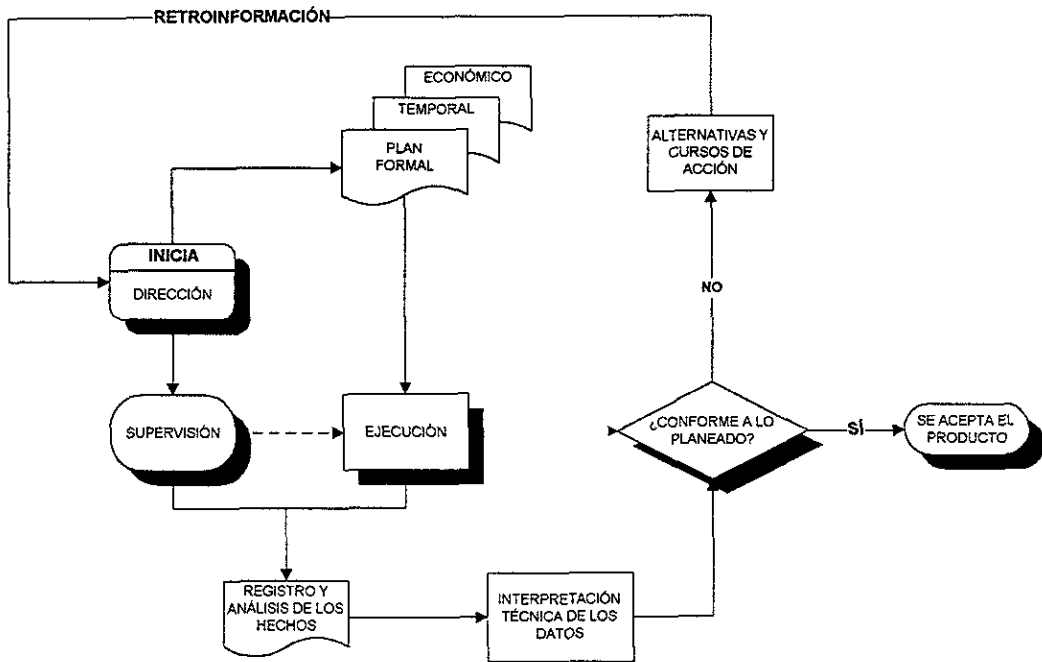 RETROINFORMACIÓN
ECONÓMICO
TEMPORAL
PLAN
FORMAL
ALTERNATIVAS Y
CURSOS DE
ACCIÓN
INICIA
DIRECCIÓN
NO
SUPERVISIÓN
EJECUCIÓN
¿CONFORME A LO
PLANEADO?
SÍ
SE ACEPTA EL
PRODUCTO
REGISTRO Y
ANÁLISIS DE LOS
HECHOS
INTERPRETACIÓN
TÉCNICA DE LOS
DATOS